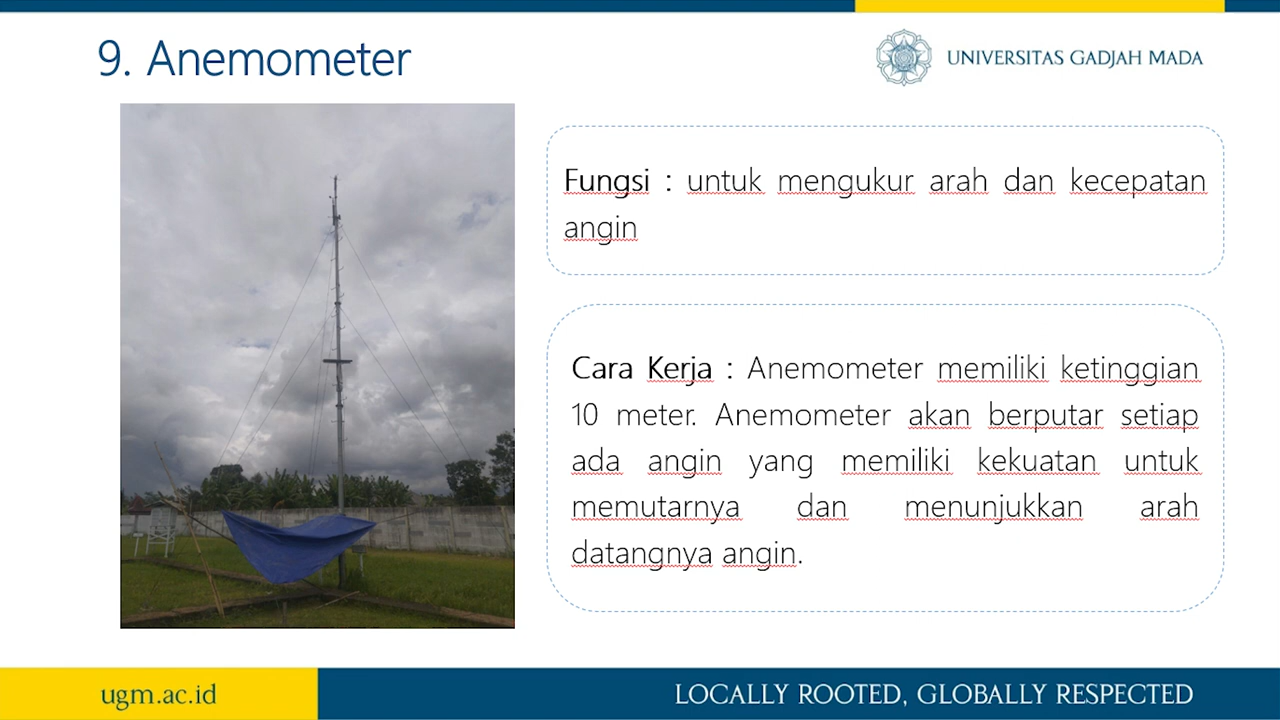 9. Anemometer
UNIVERSITAS GADJAH MADA
Fungsi : untuk mengukur arah dan kecepatan
angin
Cara Kerja : Anemometer memiliki ketinggian
10 meter. Anemometer akan berputar setiap
ada angin yang memiliki kekuatan untuk
memutarnya dan menunjukkan arah
datangnya angin.
ugm.ac.id
LOCALLY ROOTED, GLOBALLY RESPECTED